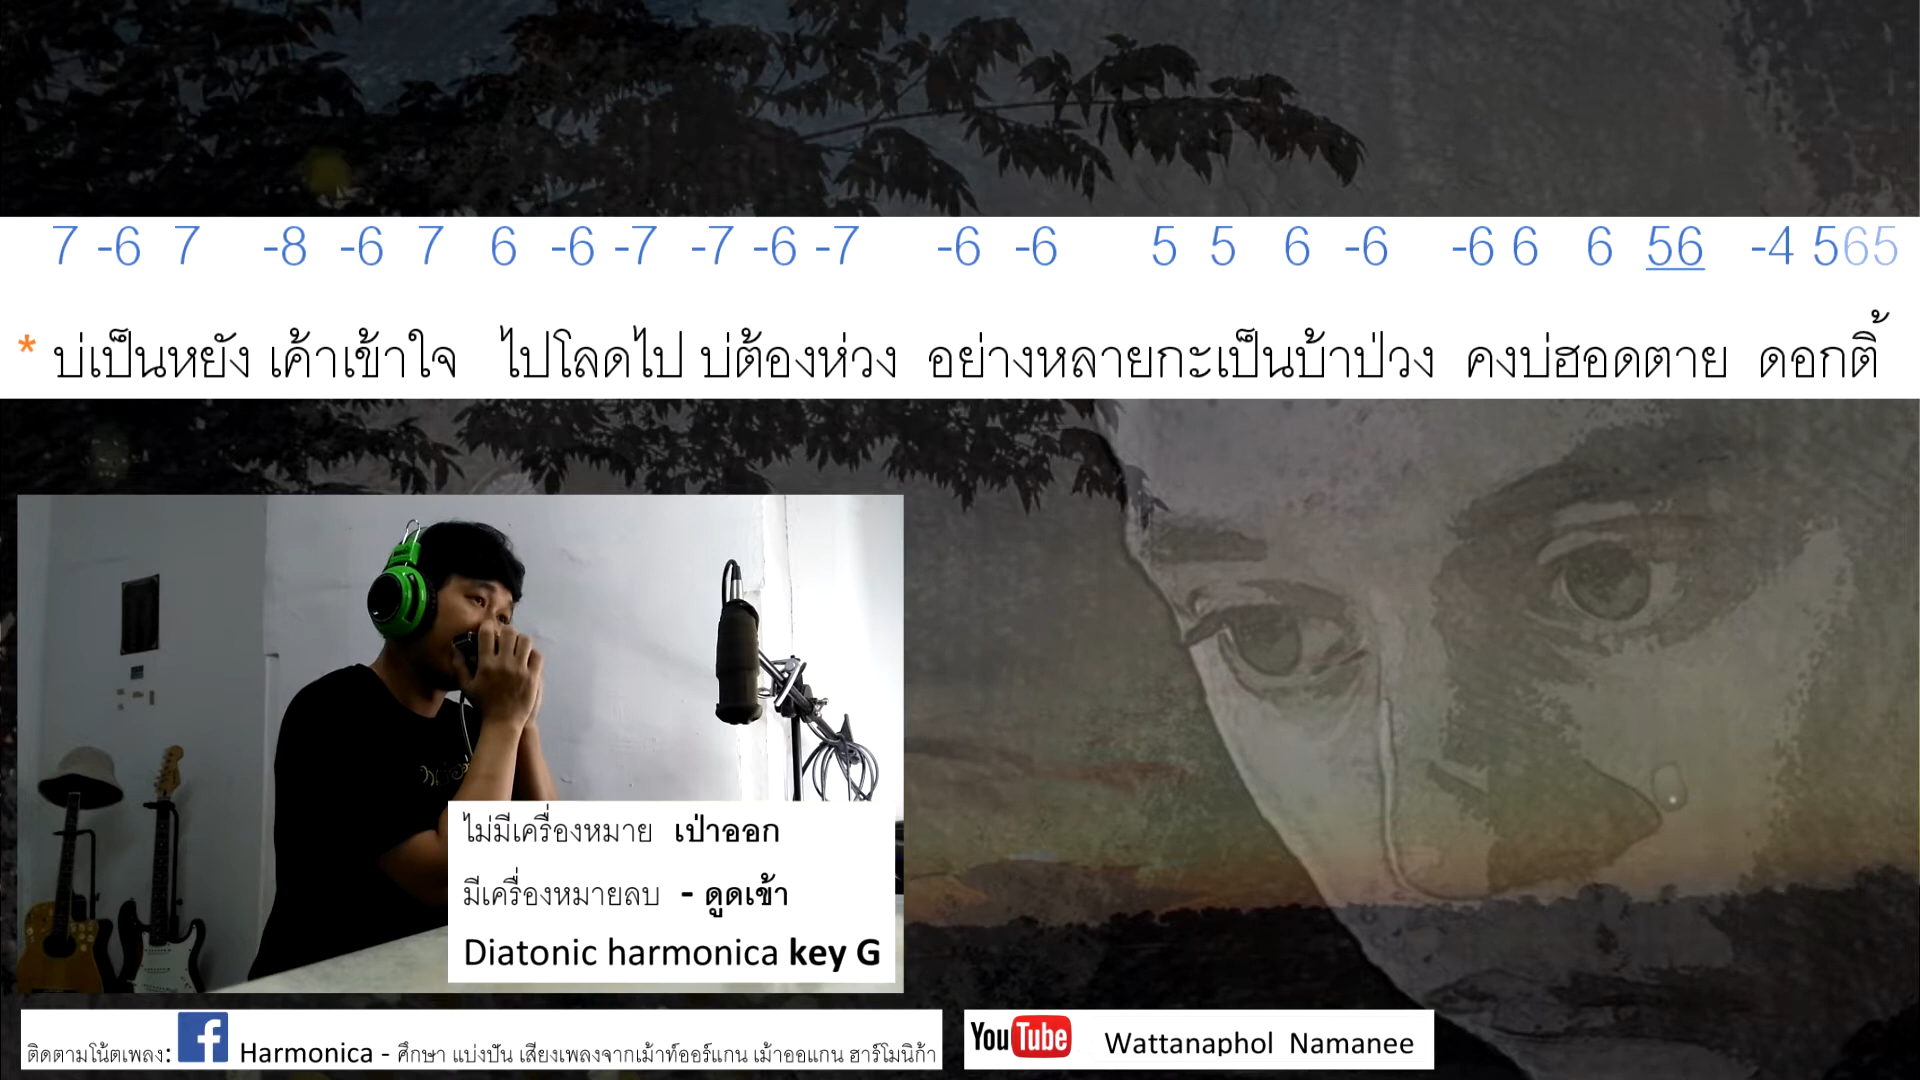 7 -6 7 -8 -6 7 6 -6 -7 -7 -6 -7 -6 -6 5 5 6 -6 -6 6 6 56 -4 565
* บ่เป็นหยัง เค้าเข้าใจ ไปโลดไป บ่ต้องห่วง อย่างหลายกะเป็นบ้าป่วง คงบ่ฮอดตาย ดอกติ๊
ไม่มีเครื่องหมาย เป่าออก
มีเครื่องหมายลบ - ดูดเข้า
Diatonic harmonica key G
ติดตามโน้ตเพลง: f Harmonica - ศึกษา แบ่งปัน เสียงเพลงจากเม้าท์ออร์แกน เม้าออแกน ฮาร์โมนิก้า
YouTube Wattanaphol Namanee